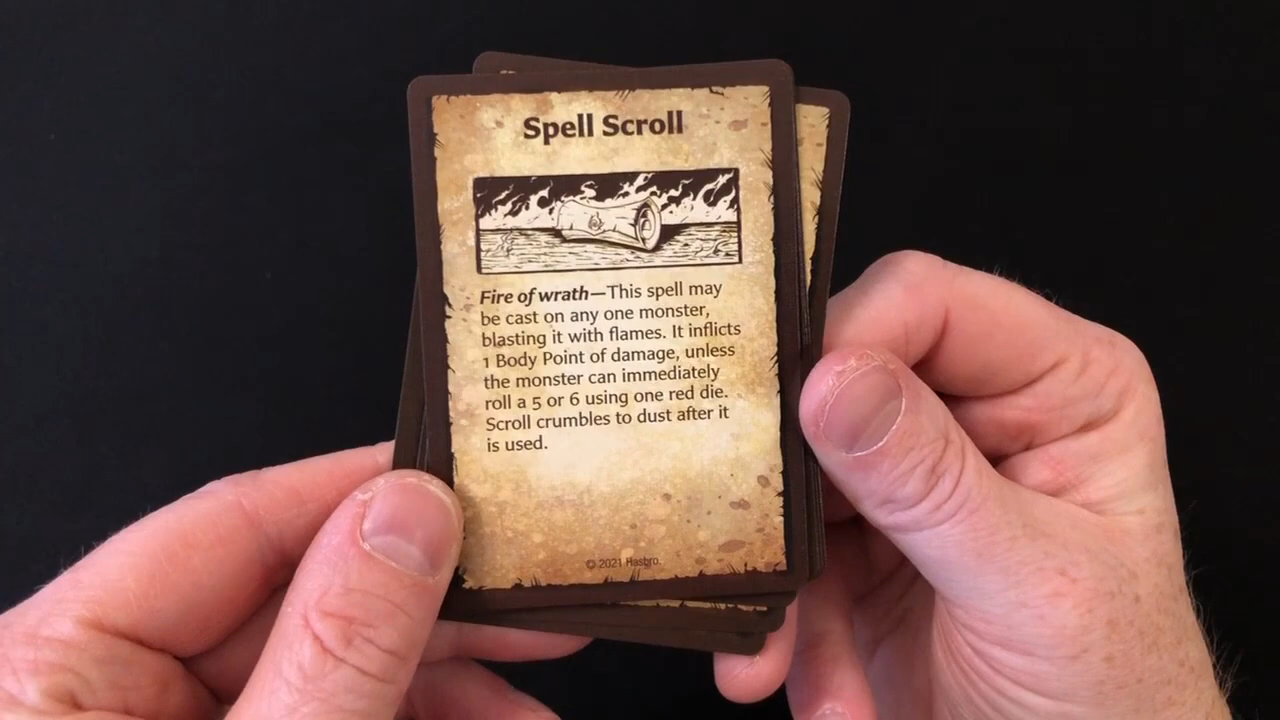 Spell Scroll
Fire of wrath—This spell may
be cast on any one monster,
blasting it with flames. It inflicts
1 Body Point of damage, unless
the monster can immediately
roll a 5 or 6 using one red die.
Scroll crumbles to dust after it
is used.
© 2021 Hasbro.